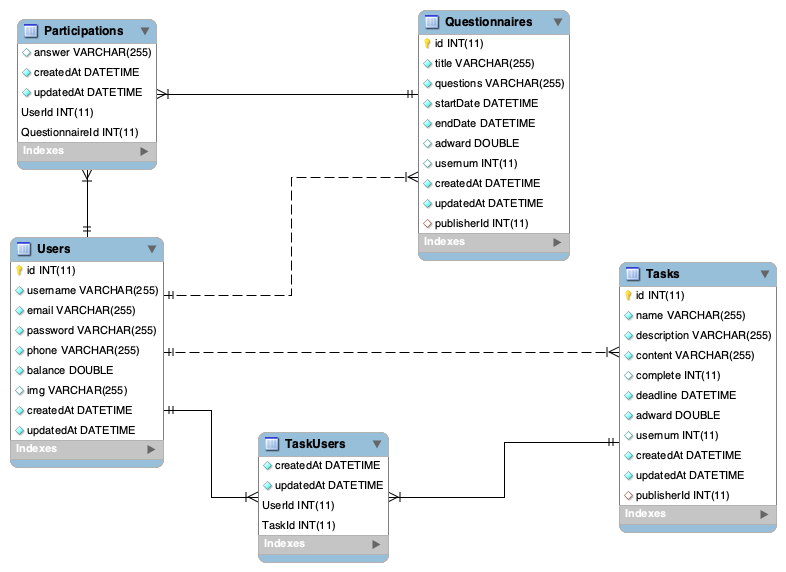 Participations
answer VARCHAR(255)
createdAt DATETIME
updatedAt DATETIME
UserId INT(11)
QuestionnaireId INT(11)
Indexes
Questionnaires
id INT(11)
title VARCHAR(255)
questions VARCHAR(255)
startDate DATETIME
endDate DATETIME
adward DOUBLE
usernum INT(11)
createdAt DATETIME
updatedAt DATETIME
publisherId INT(11)
Indexes
Users
id INT(11)
username VARCHAR(255)
email VARCHAR(255)
password VARCHAR(255)
phone VARCHAR(255)
balance DOUBLE
img VARCHAR(255)
createdAt DATETIME
updatedAt DATETIME
Indexes
Tasks
id INT(11)
name VARCHAR(255)
description VARCHAR(255)
content VARCHAR(255)
complete INT(11)
deadline DATETIME
adward DOUBLE
usernum INT(11)
createdAt DATETIME
updatedAt DATETIME
publisherId INT(11)
Indexes
TaskUsers
createdAt DATETIME
updatedAt DATETIME
UserId INT(11)
TaskId INT(11)
Indexes